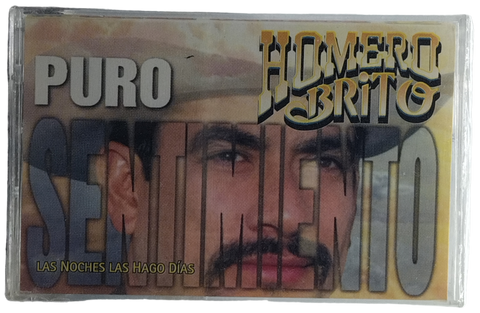 PURO
HOMERO
BRITO
SENTIMIENTO
LAS NOCHES LAS HAGO DÍAS